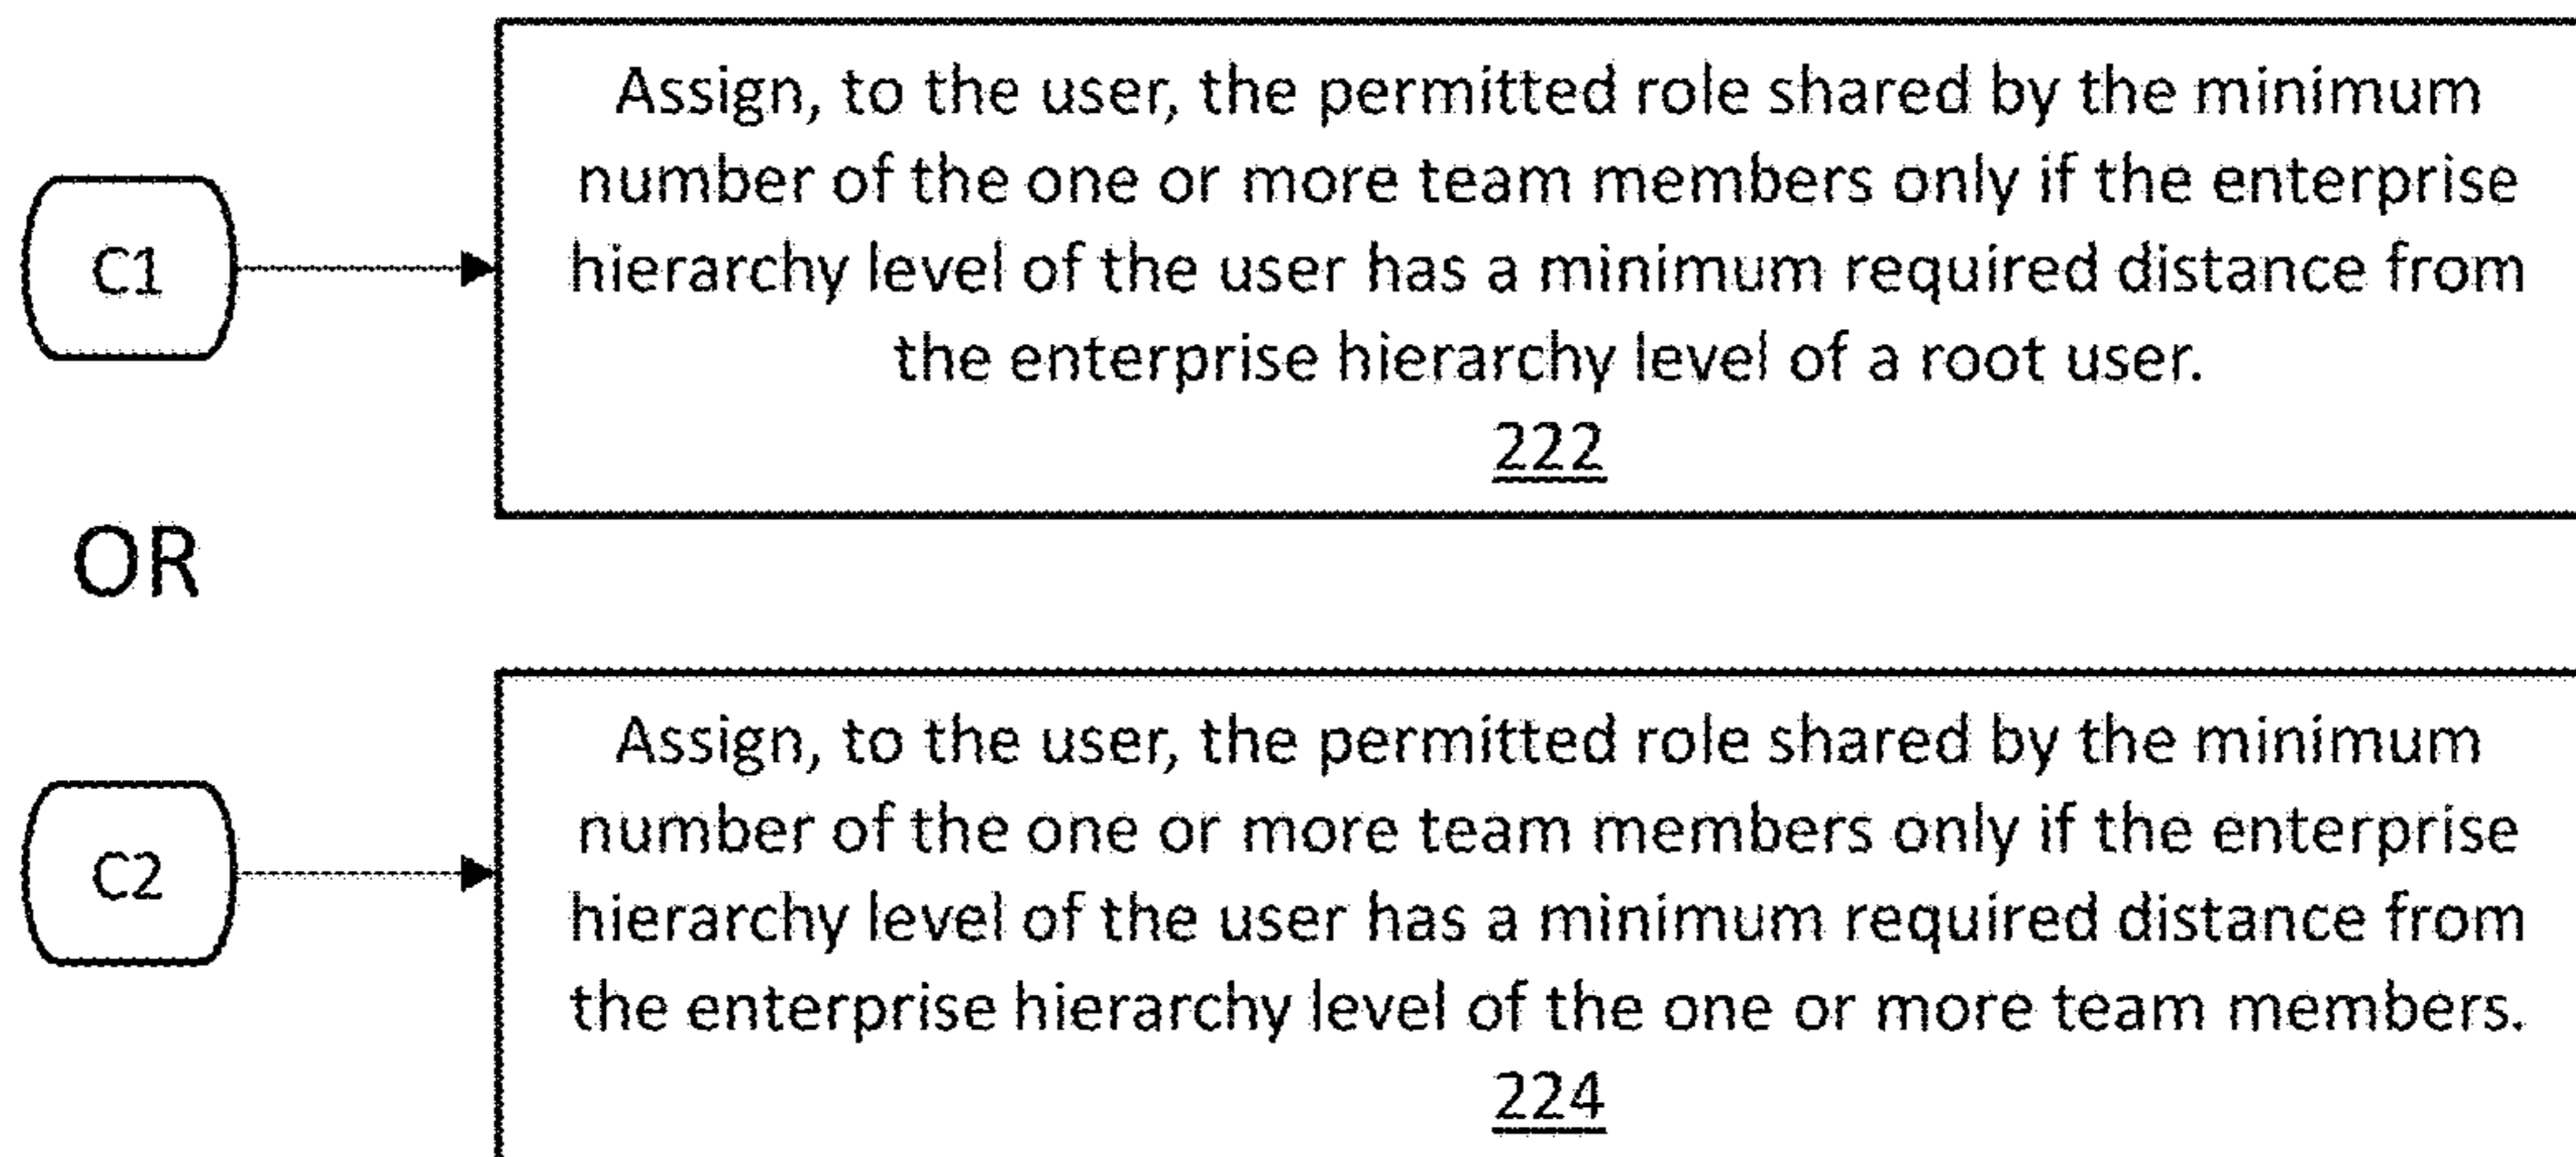 C1
Assign, to the user, the permitted role shared by the minimum
number of the one or more team members only if the enterprise
hierarchy level of the user has a minimum required distance from
the enterprise hierarchy level of a root user.
222
OR
C2
Assign, to the user, the permitted role shared by the minimum
number of the one or more team members only if the enterprise
hierarchy level of the user has a minimum required distance from
the enterprise hierarchy level of the one or more team members.
224